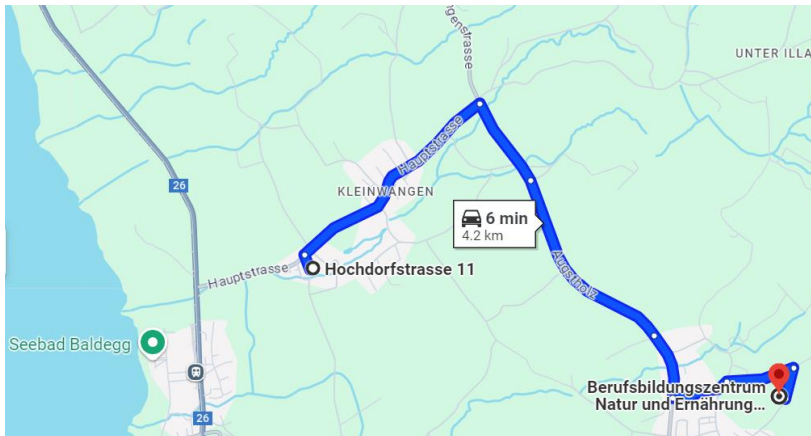 UNTER ILLA
Hauptstrasse
26
KLEINWANGEN
6 min
4.2 km
Hauptstrasse
Hochdorfstrasse 11
Augstholz
Seebad Baldegg
Berufsbildungszentrum
Natur und Ernährung...
26